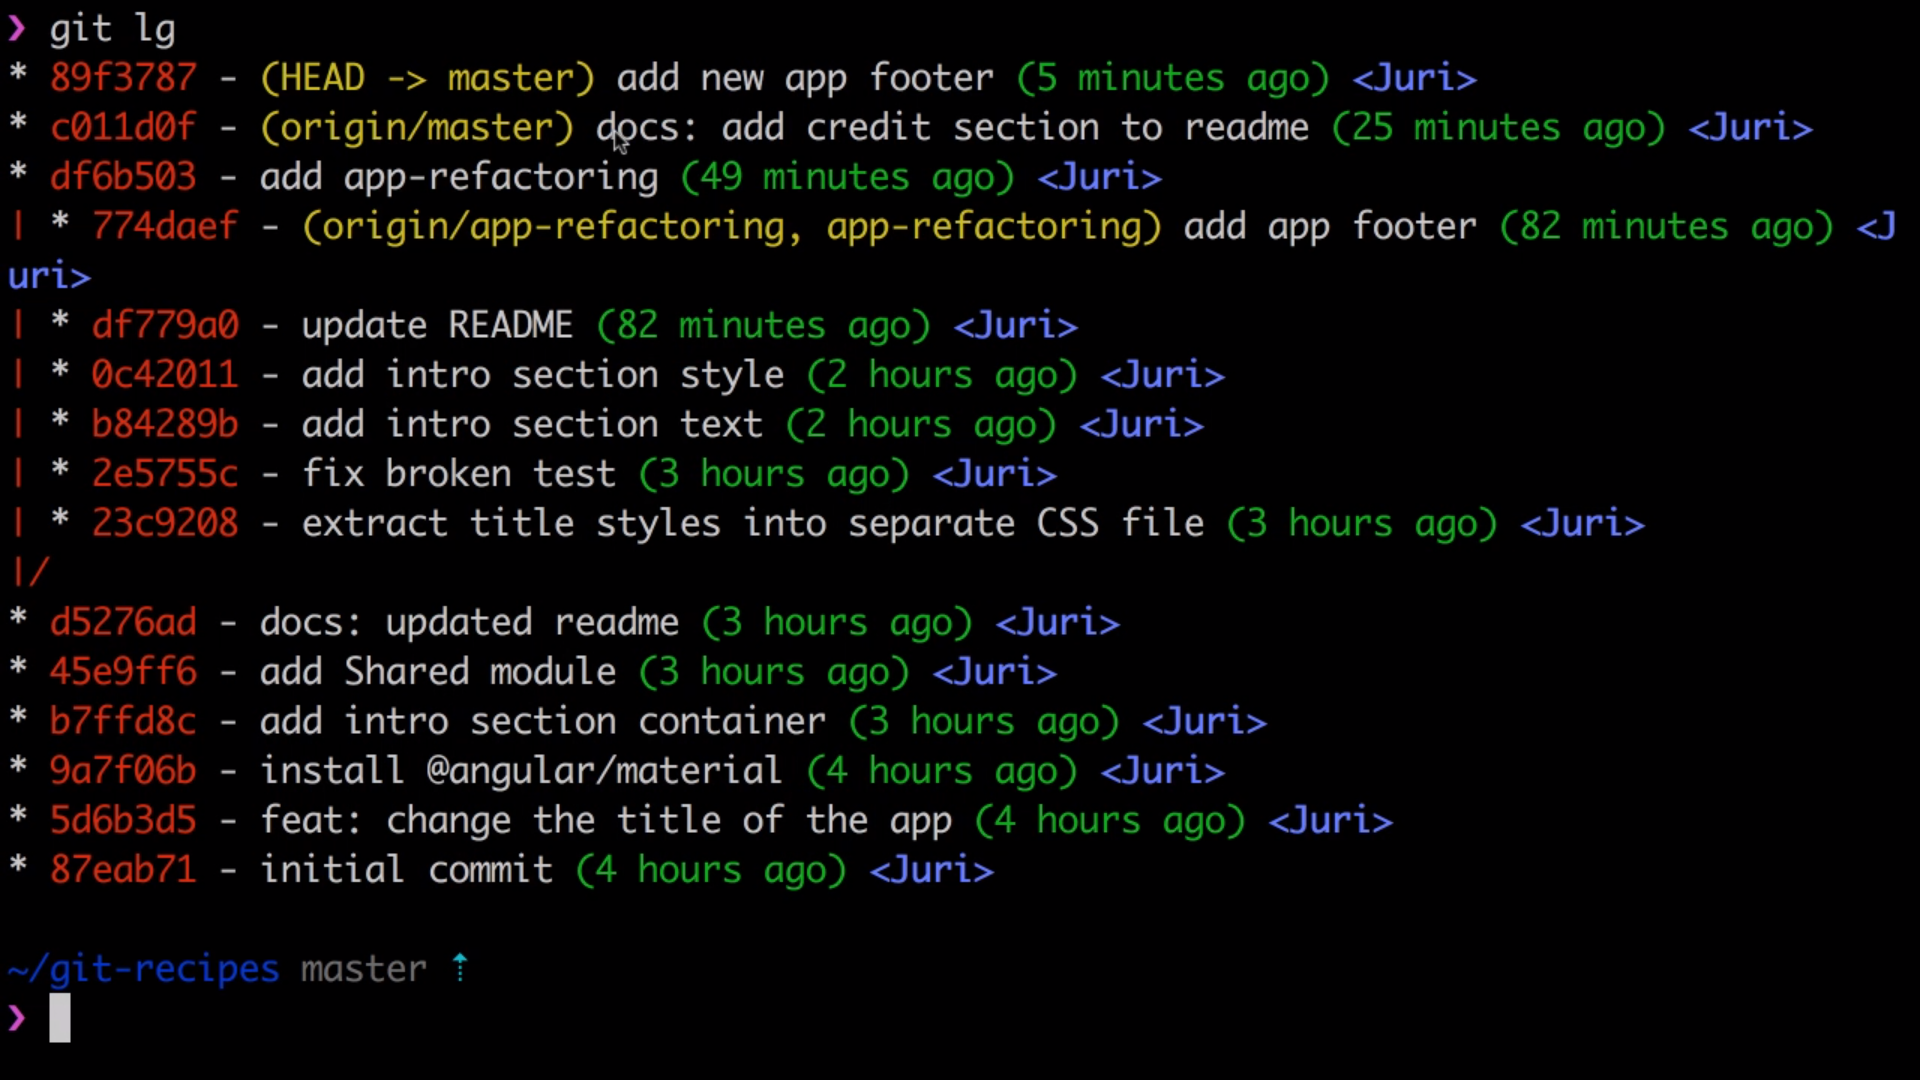 ❯ git lg
* 89f3787 - (HEAD -> master) add new app footer (5 minutes ago) <Juri>
* c011d0f - (origin/master) docs: add credit section to readme (25 minutes ago) <Juri>
* df6b503 - add app-refactoring (49 minutes ago) <Juri>
| * 774daef - (origin/app-refactoring, app-refactoring) add app footer (82 minutes ago) <J
uri>
| * df779a0 - update README (82 minutes ago) <Juri>
| * 0c42011 - add intro section style (2 hours ago) <Juri>
| * b84289b - add intro section text (2 hours ago) <Juri>
| * 2e5755c - fix broken test (3 hours ago) <Juri>
| * 23c9208 - extract title styles into separate CSS file (3 hours ago) <Juri>
|/
* d5276ad - docs: updated readme (3 hours ago) <Juri>
* 45e9ff6 - add Shared module (3 hours ago) <Juri>
* b7ffd8c - add intro section container (3 hours ago) <Juri>
* 9a7f06b - install @angular/material (4 hours ago) <Juri>
* 5d6b3d5 - feat: change the title of the app (4 hours ago) <Juri>
* 87eab71 - initial commit (4 hours ago) <Juri>
~/git-recipes master ⇡
❯